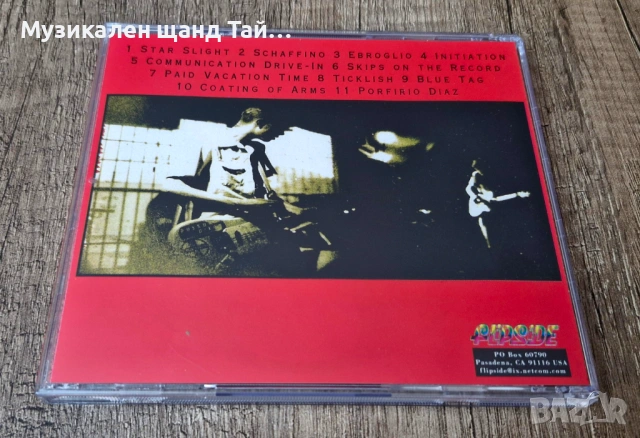 Музикален щанд Тай…
1 Star Slight 2 Schaffino 3 Ebroglio 4 Initiation
5 Communication Drive-In 6 Skips on the Record
7 Paid Vacation Time 8 Ticklish 9 Blue Tag
10 Coating of Arms 11 Porfirio Diaz
FLIPSIDE
PO Box 60790
Pasadena, CA 91116 USA
flipside@ix.netcom.com
BAZAR